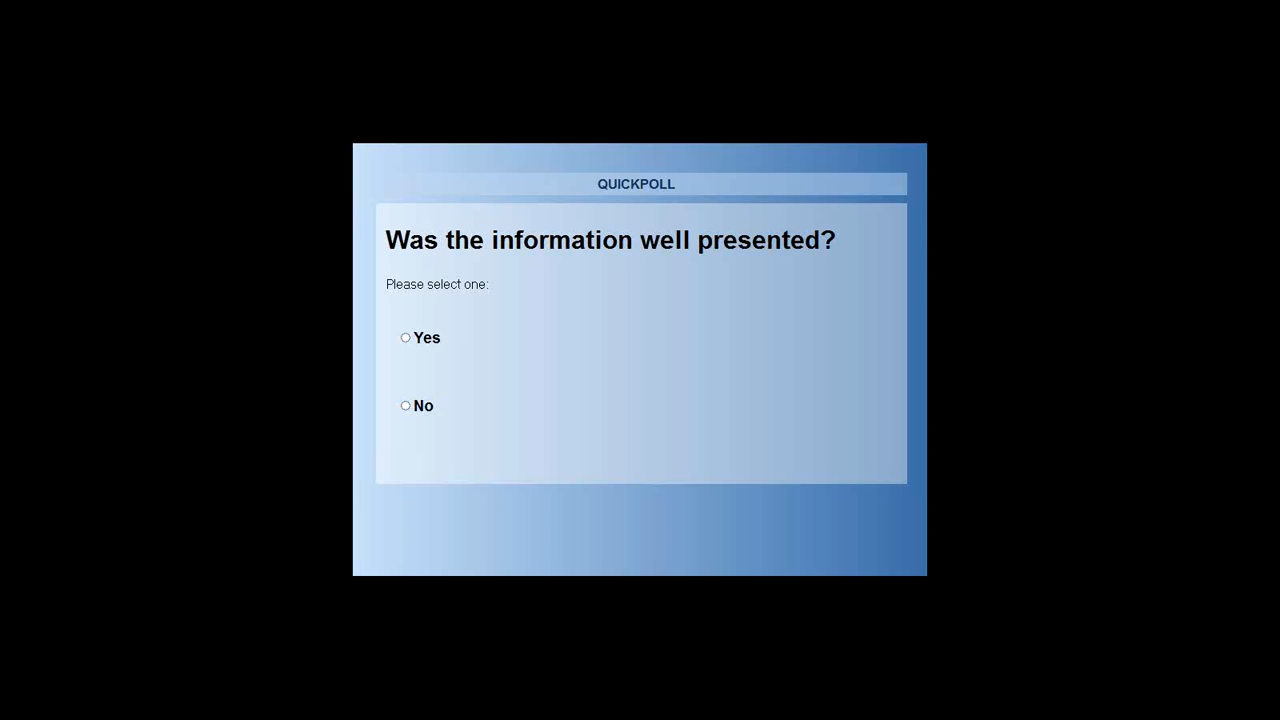 QUICKPOLL
Was the information well presented?
Please select one:
Yes
No